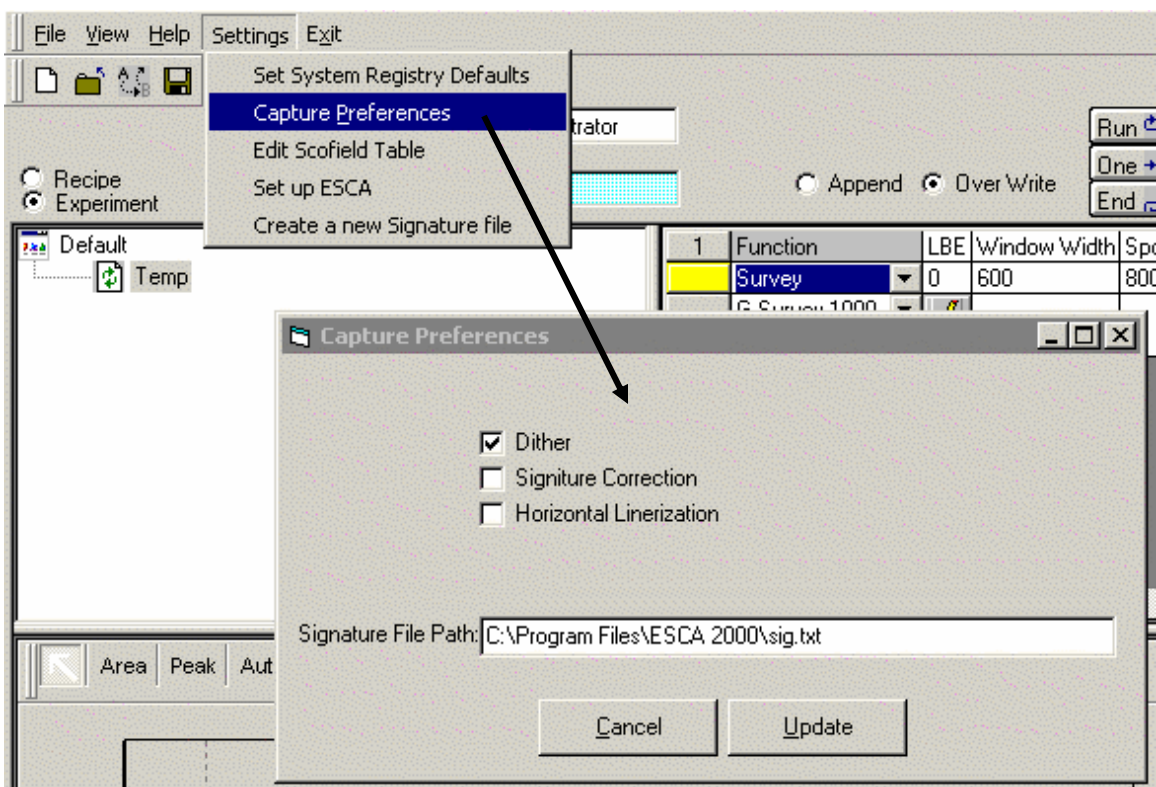 File View Help Settings Exit
Set System Registry Defaults
Capture Preferences
trator
Run
Edit Scofield Table
One
Recipe
Set up ESCA
Append Over Write
Experiment
End
Create a new Signature file
Default
1 Function LBE Window Width Spo
Temp
Survey 0 600 800
G Survey 1000
Capture Preferences
Dither
Signiture Correction
Horizontal Linerization
Signature File Path: C:\Program Files\ESCA 2000\sig.txt
Area Peak Aut
Cancel Update